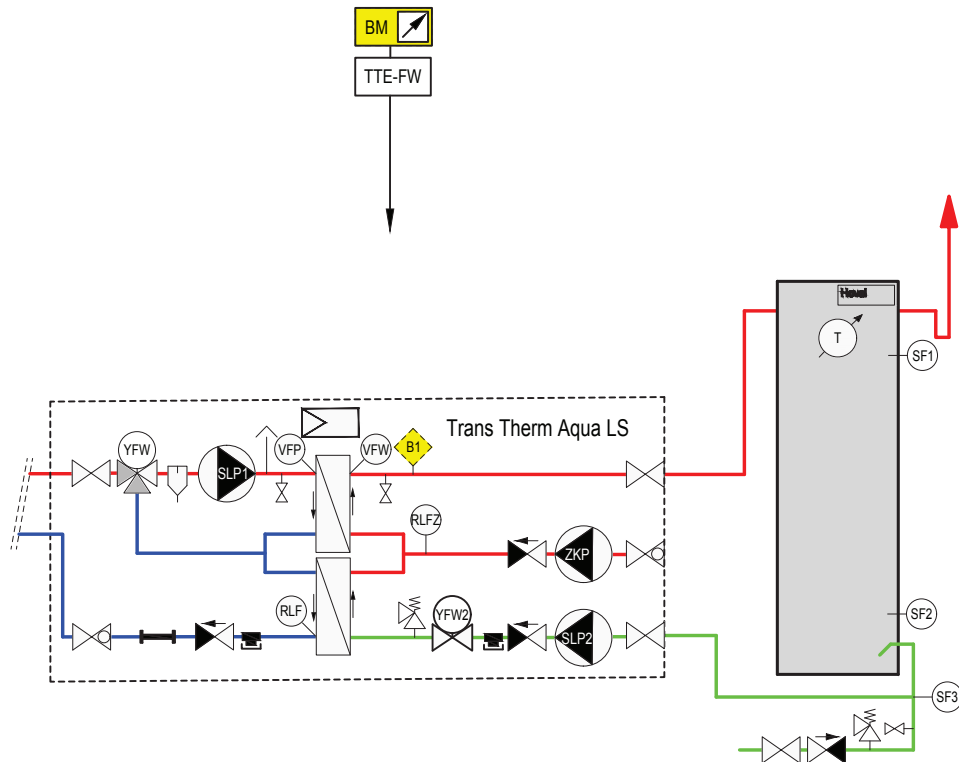 BM
TTE-FW
Hoval
T
SF1
Trans Therm Aqua LS
YFW
SLP1
VFP
VFW
B1
RLFZ
ZKP
RLF
YFW2
SLP2
SF2
SF3